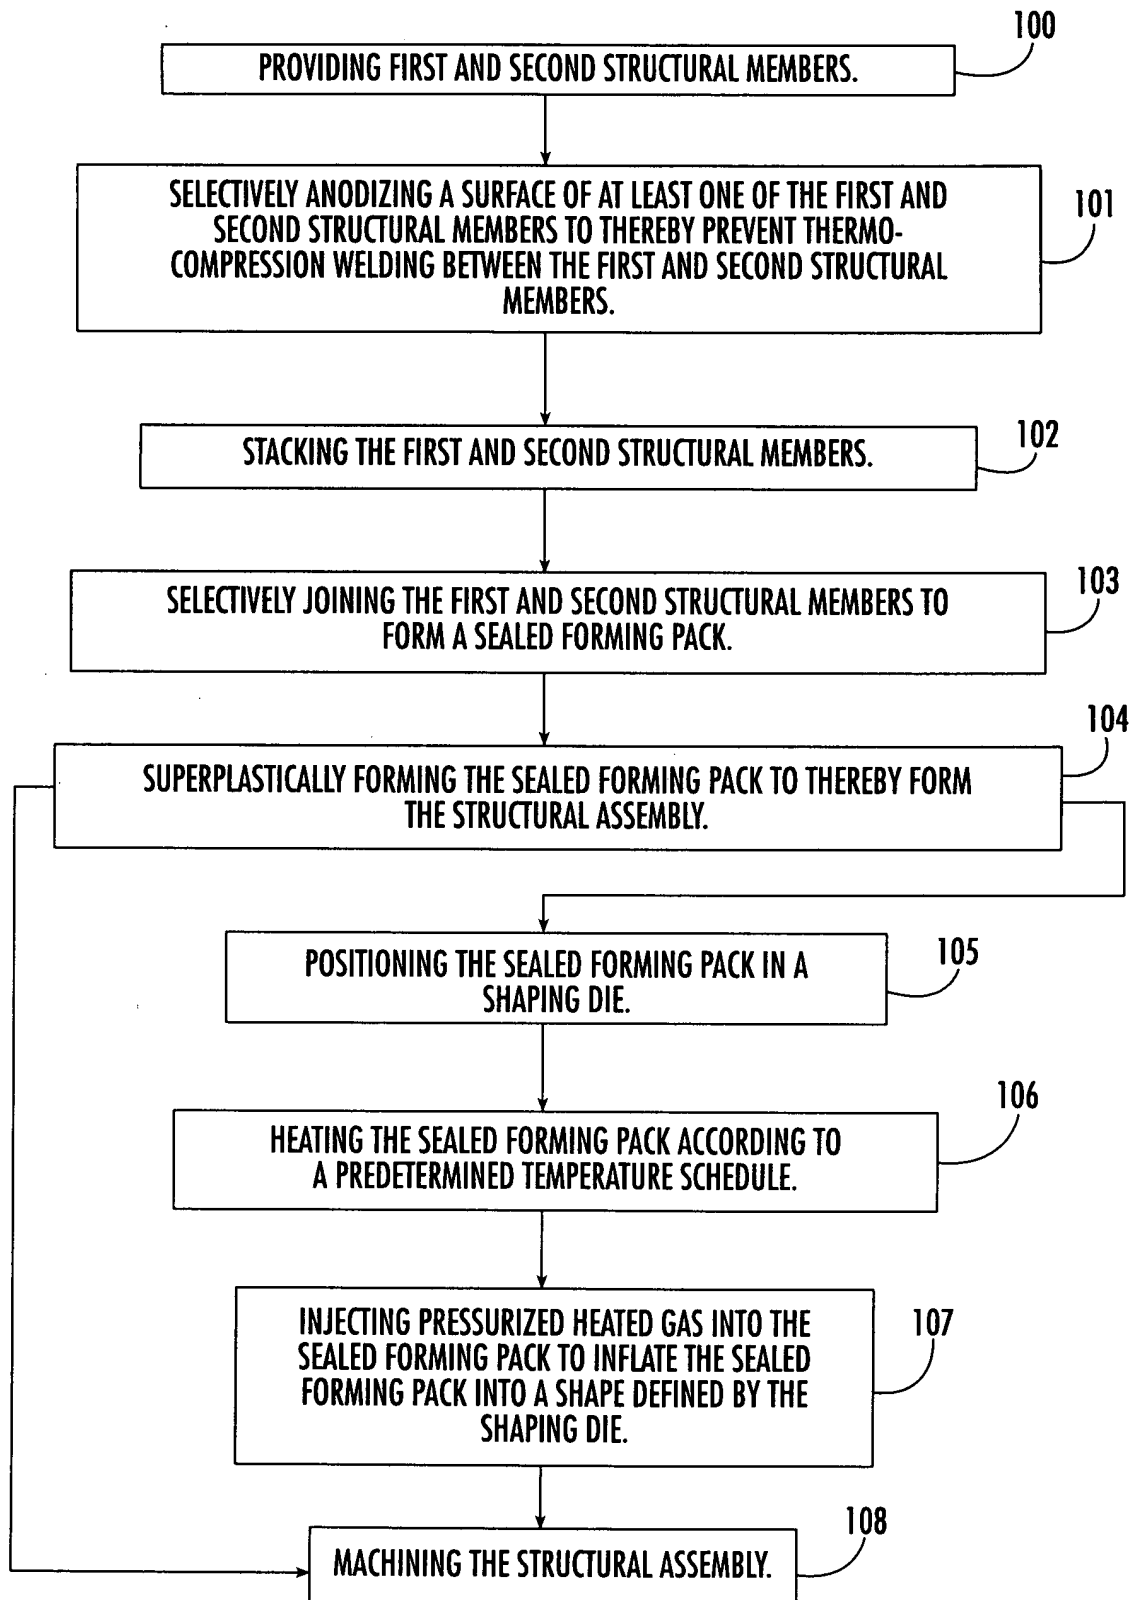 100
PROVIDING FIRST AND SECOND STRUCTURAL MEMBERS.
101
SELECTIVELY ANODIZING A SURFACE OF AT LEAST ONE OF THE FIRST AND
SECOND STRUCTURAL MEMBERS TO THEREBY PREVENT THERMO-
COMPRESSION WELDING BETWEEN THE FIRST AND SECOND STRUCTURAL
MEMBERS.
102
STACKING THE FIRST AND SECOND STRUCTURAL MEMBERS.
103
SELECTIVELY JOINING THE FIRST AND SECOND STRUCTURAL MEMBERS TO
FORM A SEALED FORMING PACK.
104
SUPERPLASTICALLY FORMING THE SEALED FORMING PACK TO THEREBY FORM
THE STRUCTURAL ASSEMBLY.
105
POSITIONING THE SEALED FORMING PACK IN A
SHAPING DIE.
106
HEATING THE SEALED FORMING PACK ACCORDING TO
A PREDETERMINED TEMPERATURE SCHEDULE.
107
INJECTING PRESSURIZED HEATED GAS INTO THE
SEALED FORMING PACK TO INFLATE THE SEALED
FORMING PACK INTO A SHAPE DEFINED BY THE
SHAPING DIE.
108
MACHINING THE STRUCTURAL ASSEMBLY.